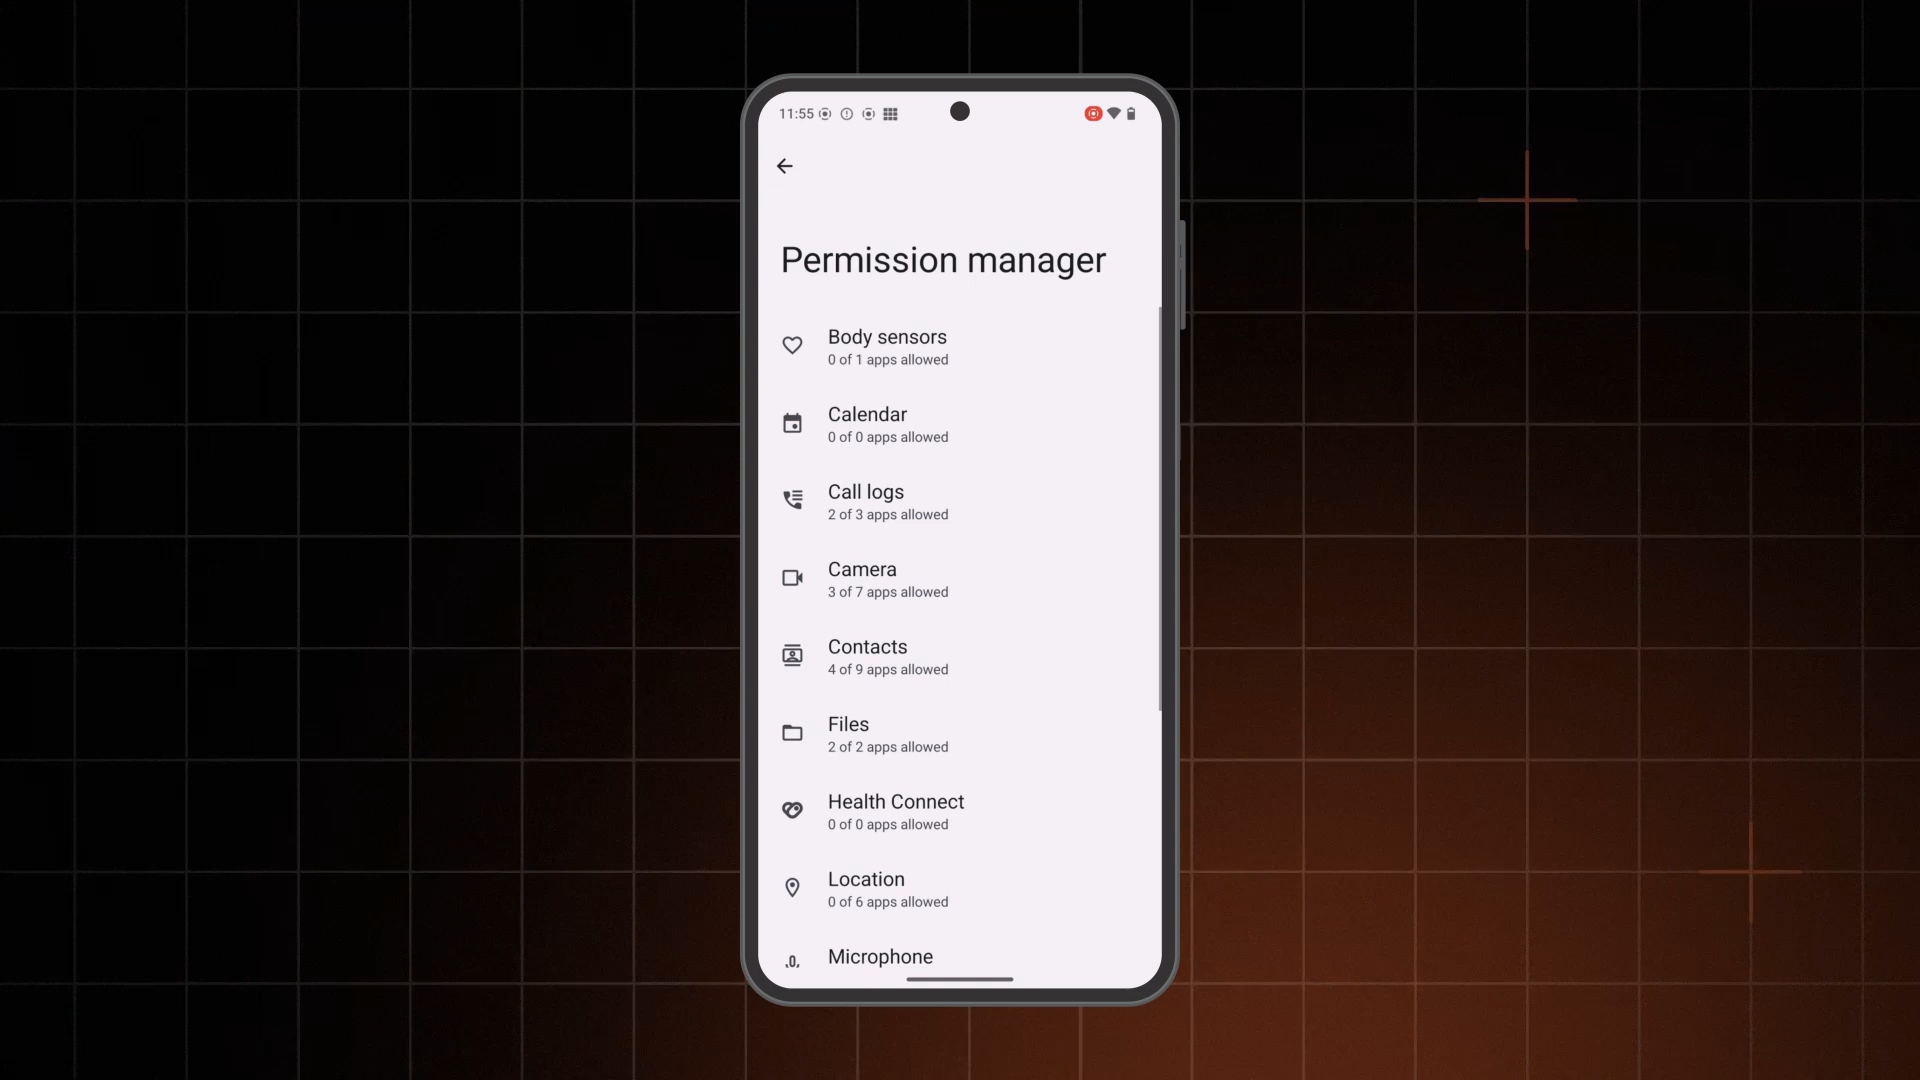 11:55
Permission manager
Body sensors
0 of 1 apps allowed
Calendar
0 of 0 apps allowed
Call logs
2 of 3 apps allowed
Camera
3 of 7 apps allowed
Contacts
4 of 9 apps allowed
Files
2 of 2 apps allowed
Health Connect
0 of 0 apps allowed
Location
0 of 6 apps allowed
Microphone